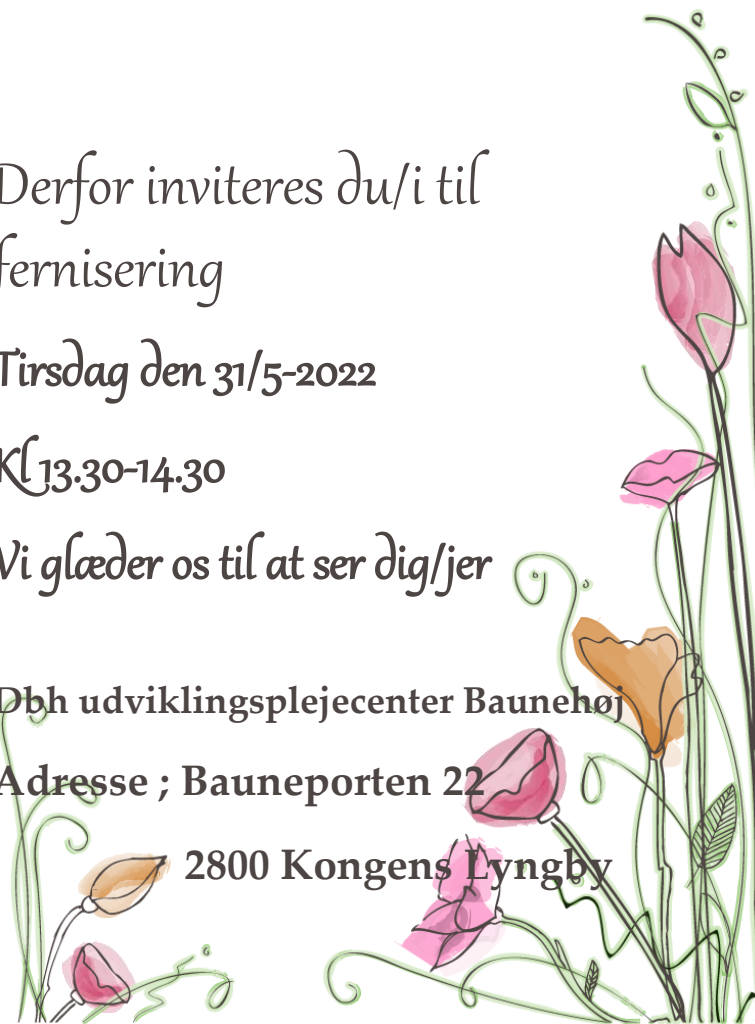 Derfor inviteres du/i til
fernisering
Tirsdag den 31/5-2022
Kl 13.30-14.30
Vi glæder os til at ser dig/jer
Dbh udviklingsplejecenter Baunehøj
Adresse ; Bauneporten 22
2800 Kongens Lyngby